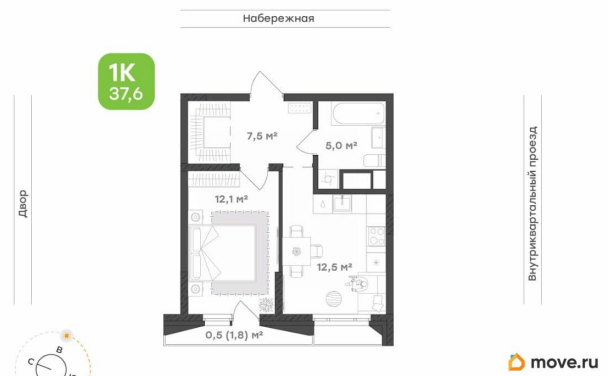 Набережная
1К
37,6
7,5 м²
5,0 м²
Двор
Внутриквартальный проезд
12,1 м²
12,5 м²
0,5 (1,8) м²
В
С
move.ru